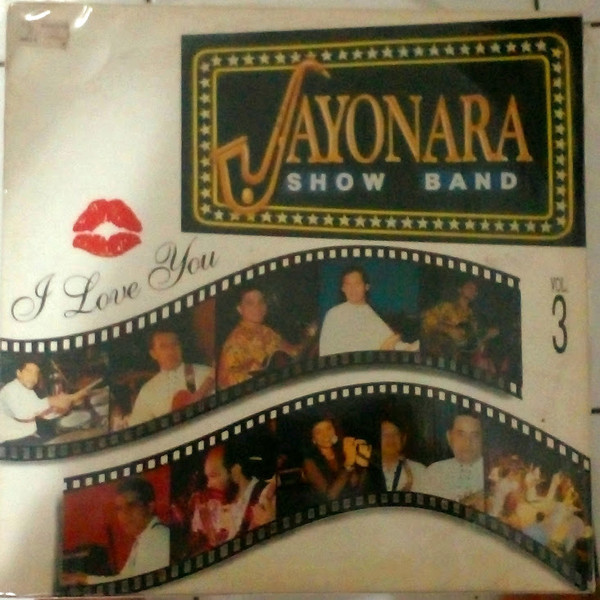 SAYONARA
SHOW BAND
I Love You
VOL.
3